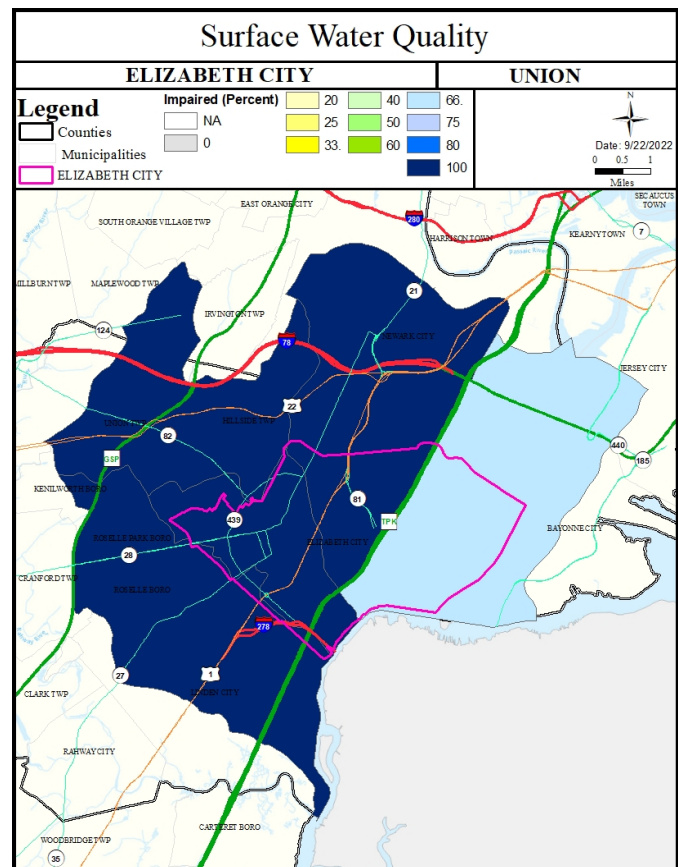 Surface Water Quality
ELIZABETH CITY
UNION
Legend
Counties
Municipalities
ELIZABETH CITY
Impaired (Percent)
NA
0
20
25
33.
40
50
60
66.
75
80
100
N
Date: 9/22/2022
0 0.5 1
Miles
EAST ORANGE CITY
SECAUCUS
TOWN
SOUTH ORANGE VILLAGE TWP
280
HARRISON TOWN
KEARNY TOWN
7
MILLBURN TWP
MAPLEWOOD TWP
21
IRVINGTON TWP
124
78
NEWARK CITY
JERSEY CITY
22
HILLSIDE TWP
UNION TWP
82
440
185
GSP
KENILWORTH BORO
81
439
TPK
BAYONNE CITY
ROSELLE PARK BORO
ELIZABETH CITY
28
CRANFORD TWP
ROSELLE BORO
278
27
1
LINDEN CITY
CLARK TWP
RAHWAY CITY
CARTERET BORO
WOODBRIDGE TWP
35